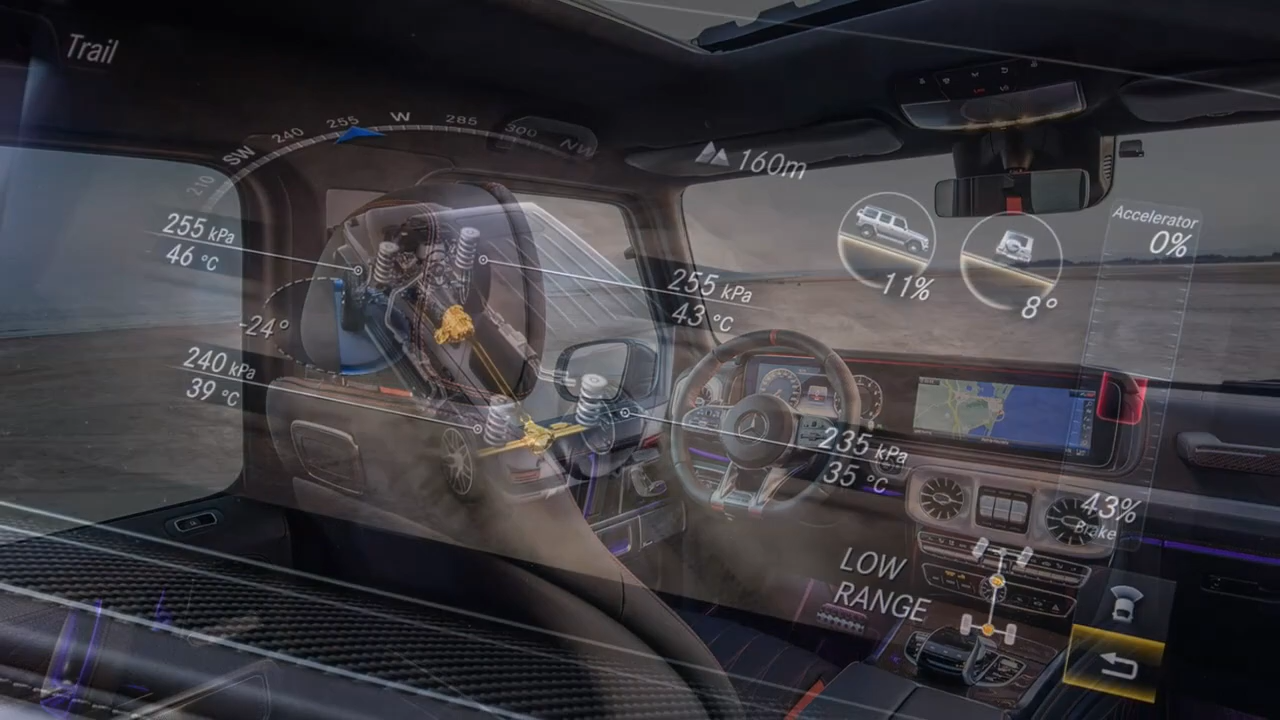 Trail
210 SW 240 255 W 285 300 NW
160m
255 kPa
46 °C
255 kPa
43 °C
11%
8°
Accelerator
0%
-24°
240 kPa
39 °C
235 kPa
35 °C
43%
Brake
LOW
RANGE